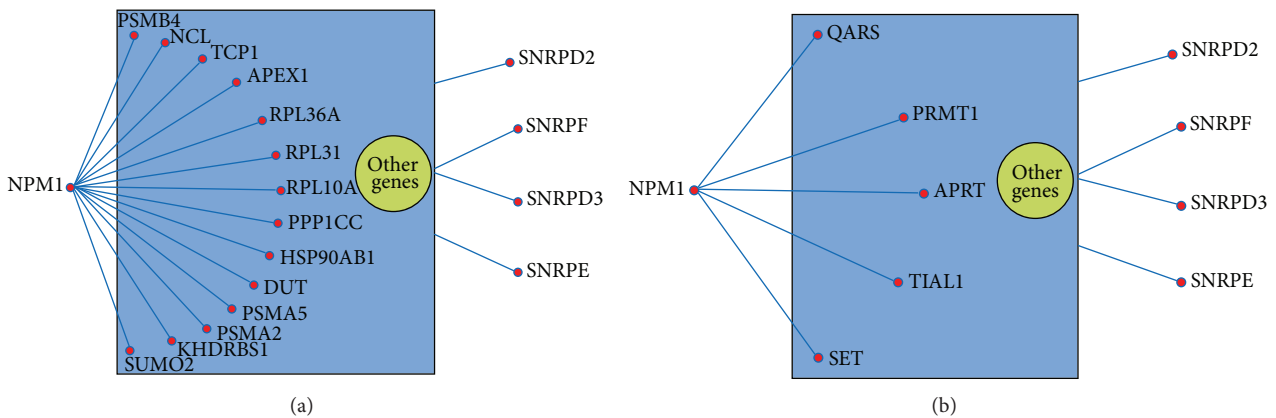 PSMB4
NCL
TCP1
APEX1
RPL36A
RPL31
RPL10A
PPP1CC
HSP90AB1
DUT
PSMA5
PSMA2
KHDRBS1
SUMO2
NPM1
Other
genes
SNRPD2
SNRPF
SNRPD3
SNRPE
(a)
QARS
PRMT1
APRT
TIAL1
SET
NPM1
Other
genes
SNRPD2
SNRPF
SNRPD3
SNRPE
(b)